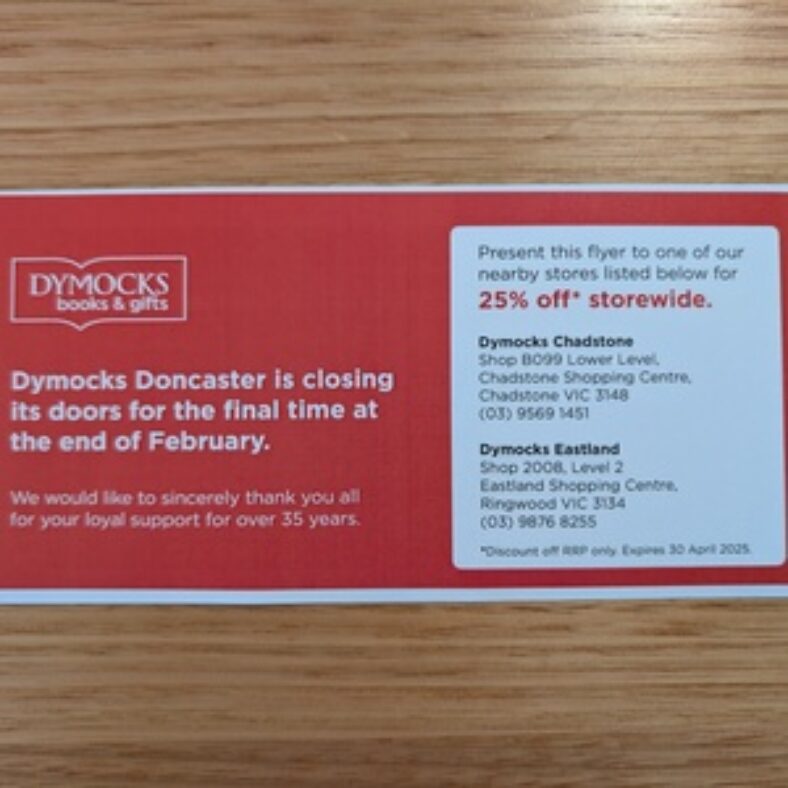 DYMOCKS
books & gifts
Dymocks Doncaster is closing
its doors for the final time at
the end of February.
We would like to sincerely thank you all
for your loyal support for over 35 years.
Present this flyer to one of our
nearby stores listed below for
25% off* storewide.
Dymocks Chadstone
Shop B099 Lower Level,
Chadstone Shopping Centre,
Chadstone VIC 3148
(03) 9569 1451
Dymocks Eastland
Shop 2008, Level 2
Eastland Shopping Centre,
Ringwood VIC 3134
(03) 9876 8255
*Discount off RRP only. Expires 30 April 2025.